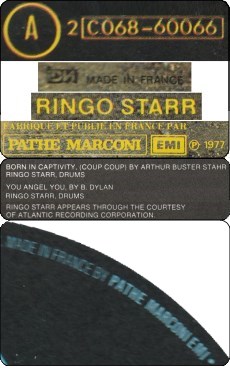 A 2 C068-60066
EMI MADE IN FRANCE
RINGO STARR
FABRIQUÉ ET PUBLIÉ EN FRANCE PAR
PATHE MARCONI EMI ℗ 1977
BORN IN CAPTIVITY, (COUP COUP) BY ARTHUR BUSTER STAHR
RINGO STARR, DRUMS
YOU ANGEL YOU, BY B. DYLAN
RINGO STARR, DRUMS
RINGO STARR APPEARS THROUGH THE COURTESY
OF ATLANTIC RECORDING CORPORATION.
MADE IN FRANCE BY PATHE MARCONI EMI •